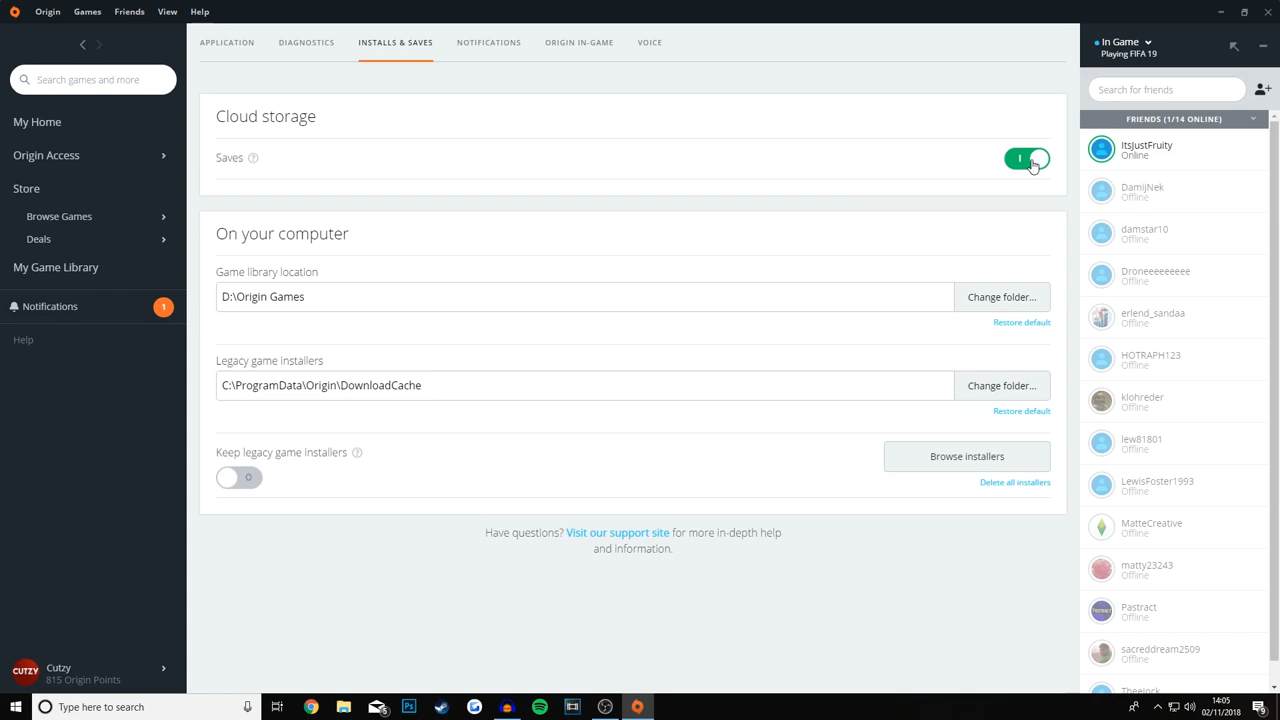 Origin Games Friends View Help
Search games and more
My Home
Origin Access
Store
Browse Games
Deals
My Game Library
Notifications 1
Help
CUTZY
Cutzy
815 Origin Points
APPLICATION DIAGNOSTICS INSTALLS & SAVES NOTIFICATIONS ORIGIN IN-GAME VOICE
Cloud storage
Saves ?
I
On your computer
Game library location
D:\Origin Games Change folder...
Restore default
Legacy game installers
C:\ProgramData\Origin\DownloadCache Change folder...
Restore default
Keep legacy game installers ?
O
Browse installers
Delete all installers
Have questions? Visit our support site for more in-depth help
and information.
In Game
Playing FIFA 19
Search for friends
FRIENDS (1/14 ONLINE)
ItsJustFruity
Online
DamijNek
Offline
damstar10
Offline
Droneeeeeeeee
Offline
erlend_sandaa
Offline
HOTRAPH123
Offline
klohreder
Offline
lew81801
Offline
LewisFoster1993
Offline
MatteCreative
Offline
matty23243
Offline
Pastract
Offline
sacreddream2509
Offline
Type here to search
Ps
14:05
02/11/2018